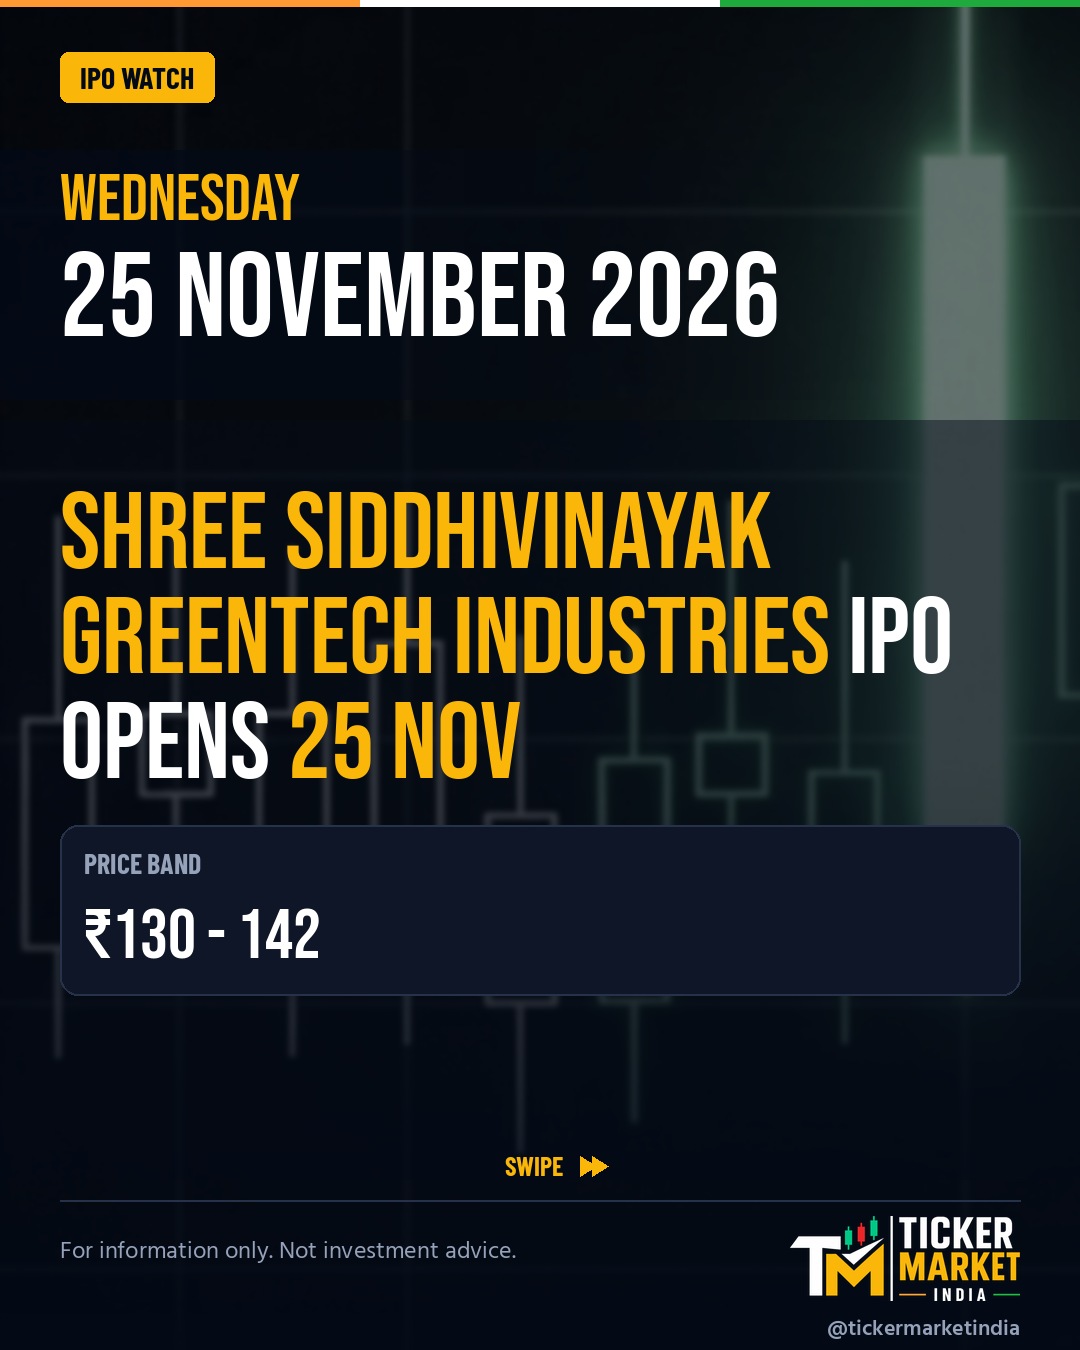 IPO WATCH
WEDNESDAY
25 NOVEMBER 2026
SHREE SIDDHIVINAYAK
GREENTECH INDUSTRIES IPO
OPENS 25 NOV
PRICE BAND
₹130 - 142
SWIPE
For information only. Not investment advice.
TM
TICKER
MARKET
INDIA
@tickermarketindia